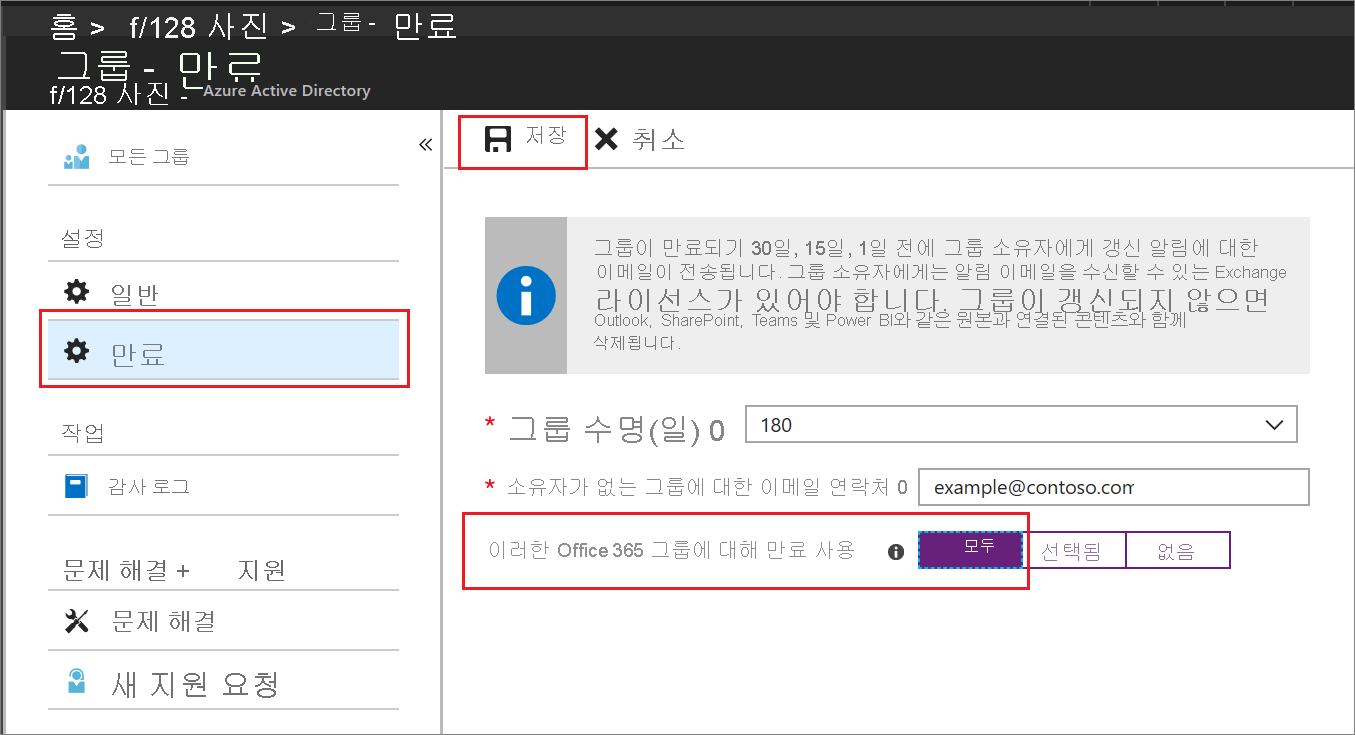 홈 > f/128 사진 > 그룹 - 만료
그룹 - 만료
f/128 사진 - Azure Active Directory
모든 그룹
설정
일반
만료
작업
감사 로그
문제 해결 + 지원
문제 해결
새 지원 요청
저장 취소
그룹이 만료되기 30일, 15일, 1일 전에 그룹 소유자에게 갱신 알림에 대한
이메일이 전송됩니다. 그룹 소유자에게는 알림 이메일을 수신할 수 있는 Exchange
라이선스가 있어야 합니다. 그룹이 갱신되지 않으면
Outlook, SharePoint, Teams 및 Power BI와 같은 원본과 연결된 콘텐츠와 함께
삭제됩니다.
* 그룹 수명(일) 0 180
* 소유자가 없는 그룹에 대한 이메일 연락처 0 example@contoso.com
이러한 Office 365 그룹에 대해 만료 사용 모두 선택됨 없음